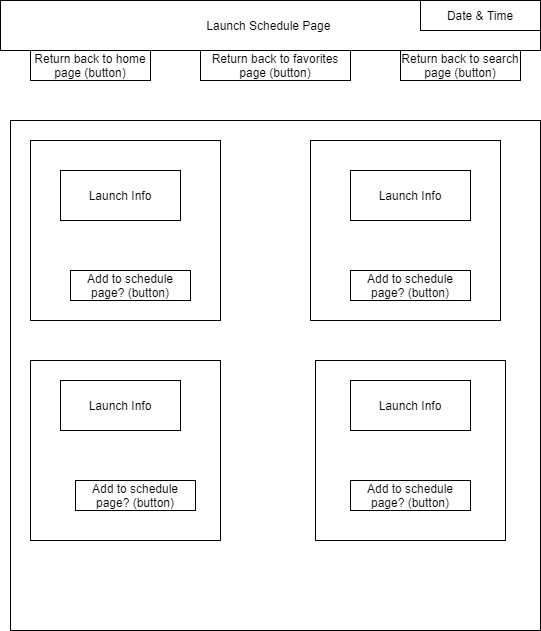 Date & Time
Launch Schedule Page
Return back to home
page (button)
Return back to favorites
page (button)
Return back to search
page (button)
Launch Info
Launch Info
Add to schedule
page? (button)
Add to schedule
page? (button)
Launch Info
Launch Info
Add to schedule
page? (button)
Add to schedule
page? (button)